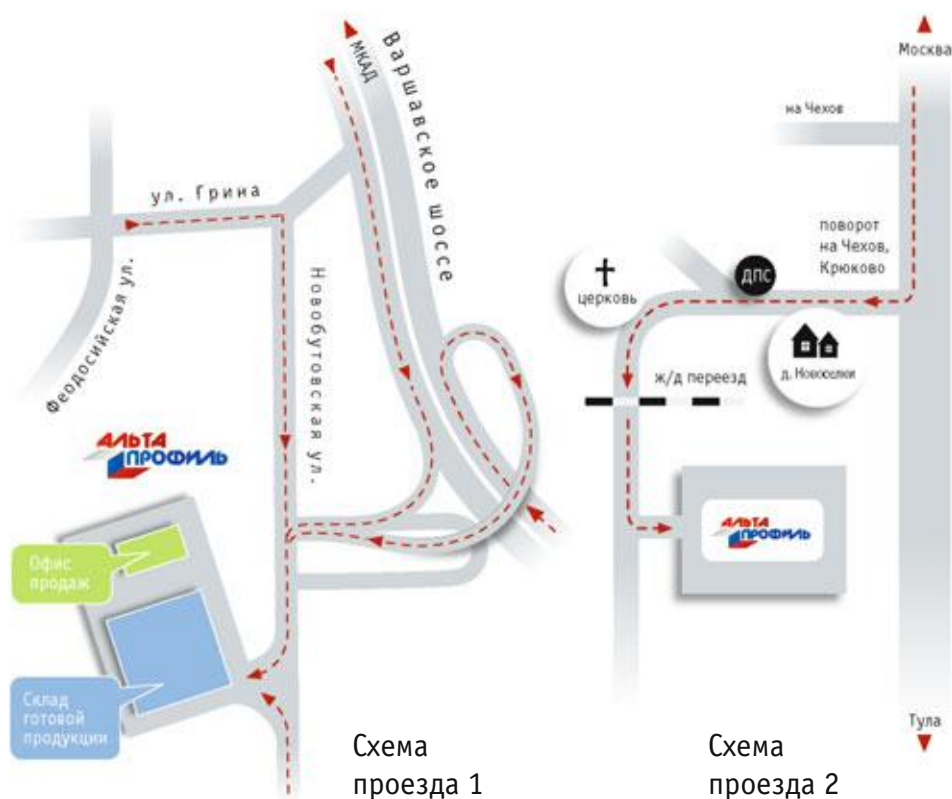 МКАД
Варшавское шоссе
ул. Грина
Феодосийская ул.
Новобутовская ул.
АЛЬТА
ПРОФИЛЬ
Офис
продаж
Склад
готовой
продукции
Схема
проезда 1
Москва
на Чехов
поворот
на Чехов,
Крюково
ДПС
церковь
д. Новоселки
ж/д переезд
АЛЬТА
ПРОФИЛЬ
Тула
Схема
проезда 2